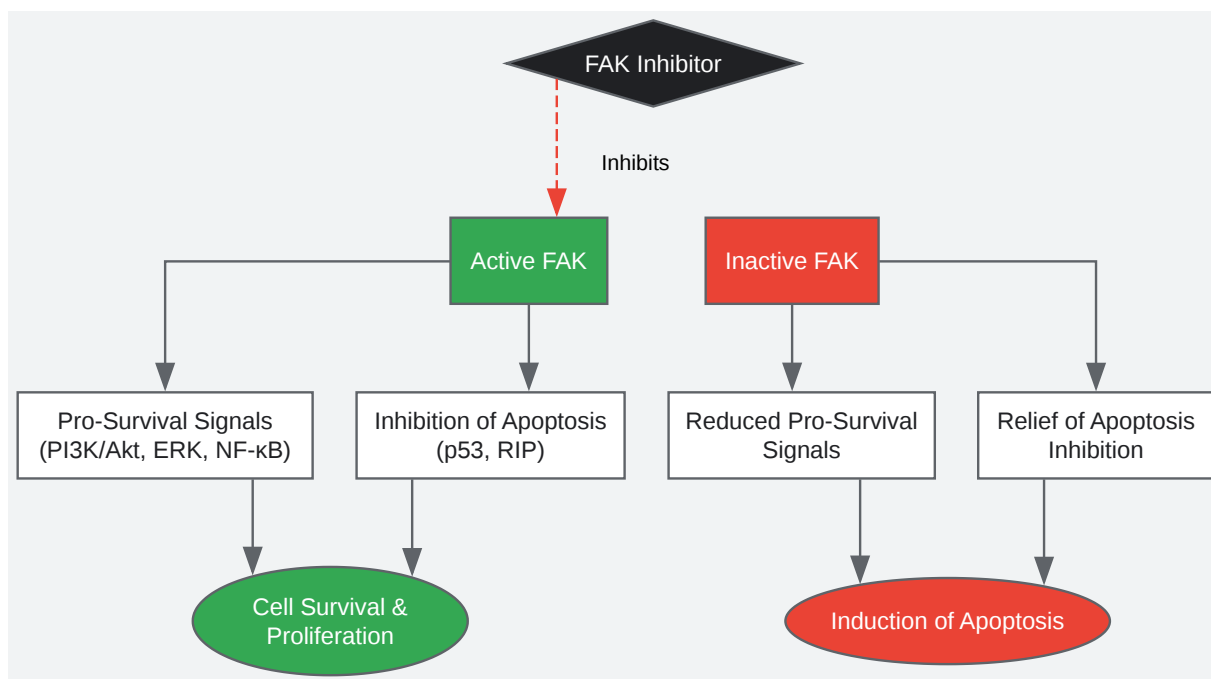 FAK Inhibitor
Inhibits
Active FAK
Inactive FAK
Pro-Survival Signals
(PI3K/Akt, ERK, NF-κB)
Inhibition of Apoptosis
(p53, RIP)
Reduced Pro-Survival
Signals
Relief of Apoptosis
Inhibition
Cell Survival &
Proliferation
Induction of Apoptosis